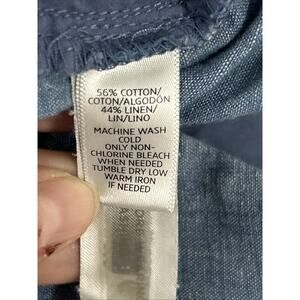 56% COTTON/
COTON/ALGODÓN
44% LINEN/
LIN/LINO
MACHINE WASH
COLD
ONLY NON-
CHLORINE BLEACH
WHEN NEEDED
TUMBLE DRY LOW
WARM IRON
IF NEEDED